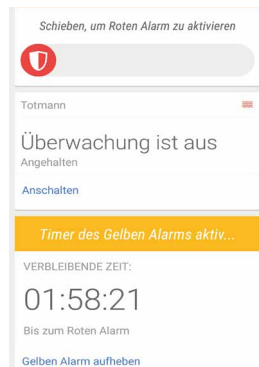 Schieben, um Roten Alarm zu aktivieren
Totmann
Überwachung ist aus
Angehalten
Anschalten
Timer des Gelben Alarms aktiv...
VERBLEIBENDE ZEIT:
01:58:21
Bis zum Roten Alarm
Gelben Alarm aufheben